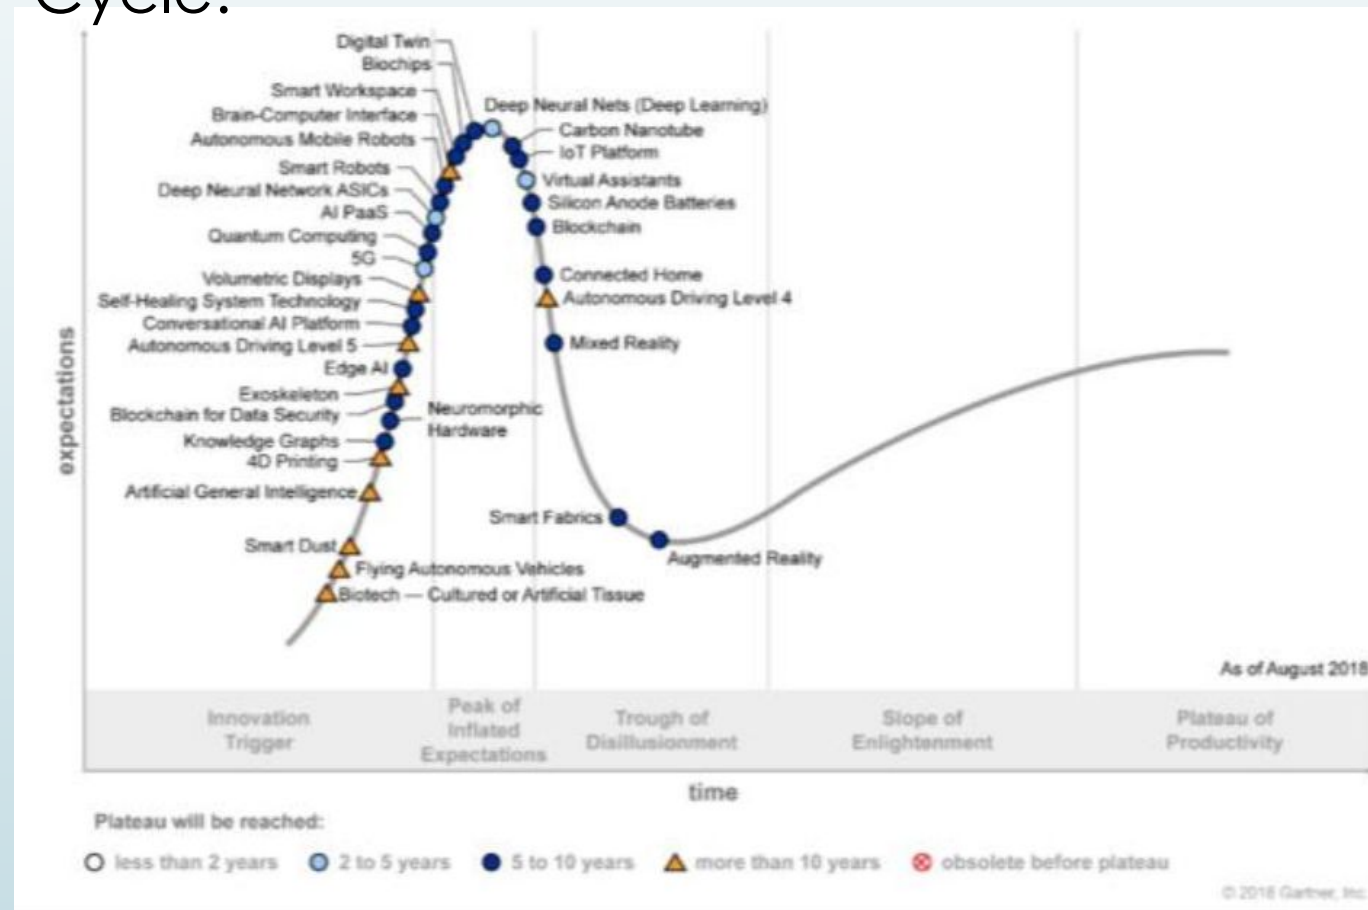 Cycle.
Digital Twin
Biochips
Smart Workspace
Brain-Computer Interface
Autonomous Mobile Robots
Smart Robots
Deep Neural Network ASICs
AI PaaS
Quantum Computing
5G
Volumetric Displays
Self-Healing System Technology
Conversational AI Platform
Autonomous Driving Level 5
Edge AI
Exoskeleton
Blockchain for Data Security
Neuromorphic
Hardware
Knowledge Graphs
4D Printing
Artificial General Intelligence
Smart Dust
Flying Autonomous Vehicles
Biotech — Cultured or Artificial Tissue
Deep Neural Nets (Deep Learning)
Carbon Nanotube
IoT Platform
Virtual Assistants
Silicon Anode Batteries
Blockchain
Connected Home
Autonomous Driving Level 4
Mixed Reality
Smart Fabrics
Augmented Reality
expectations
As of August 2018
Innovation
Trigger
Peak of
Inflated
Expectations
Trough of
Disillusionment
Slope of
Enlightenment
Plateau of
Productivity
time
Plateau will be reached:
less than 2 years
2 to 5 years
5 to 10 years
more than 10 years
obsolete before plateau
© 2018 Gartner, Inc.